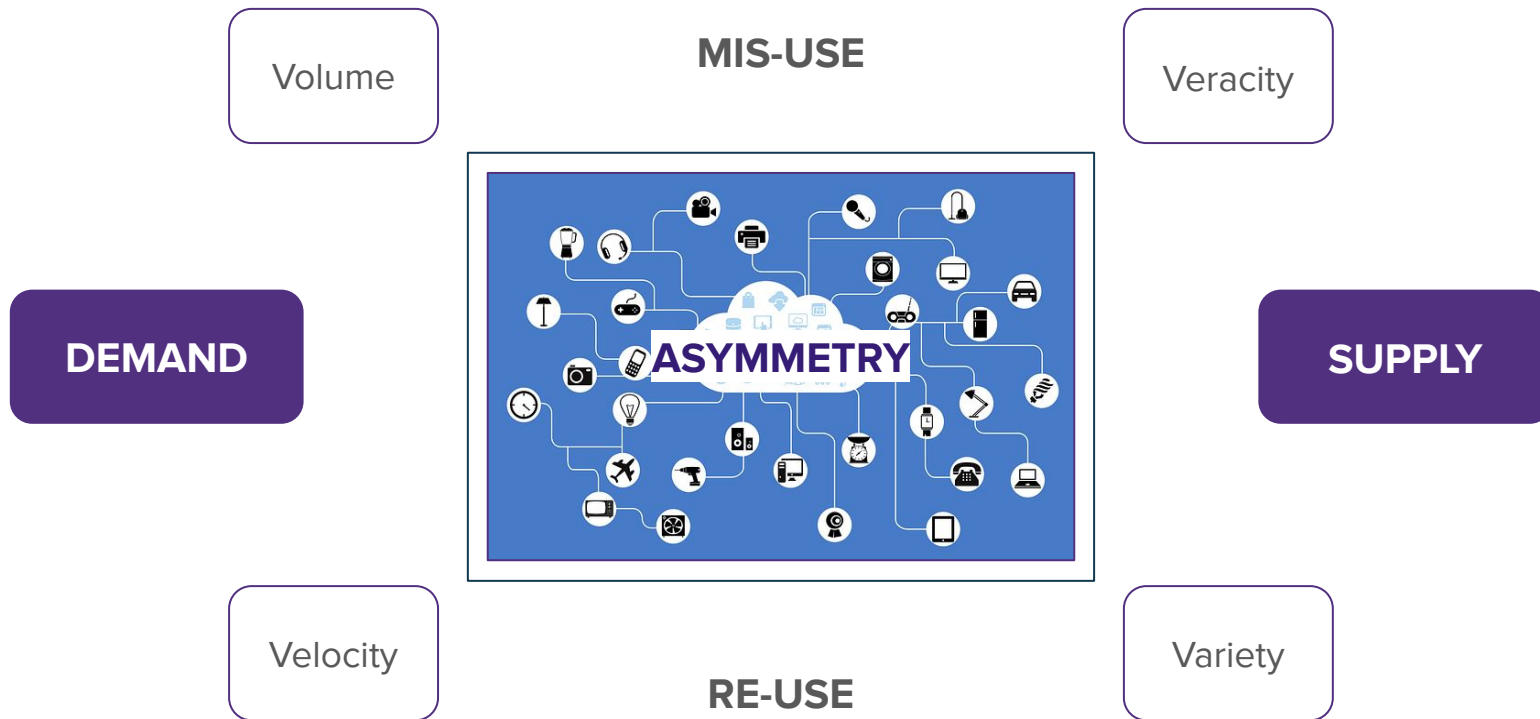 Volume
MIS-USE
Veracity
DEMAND
ASYMMETRY
SUPPLY
Velocity
RE-USE
Variety